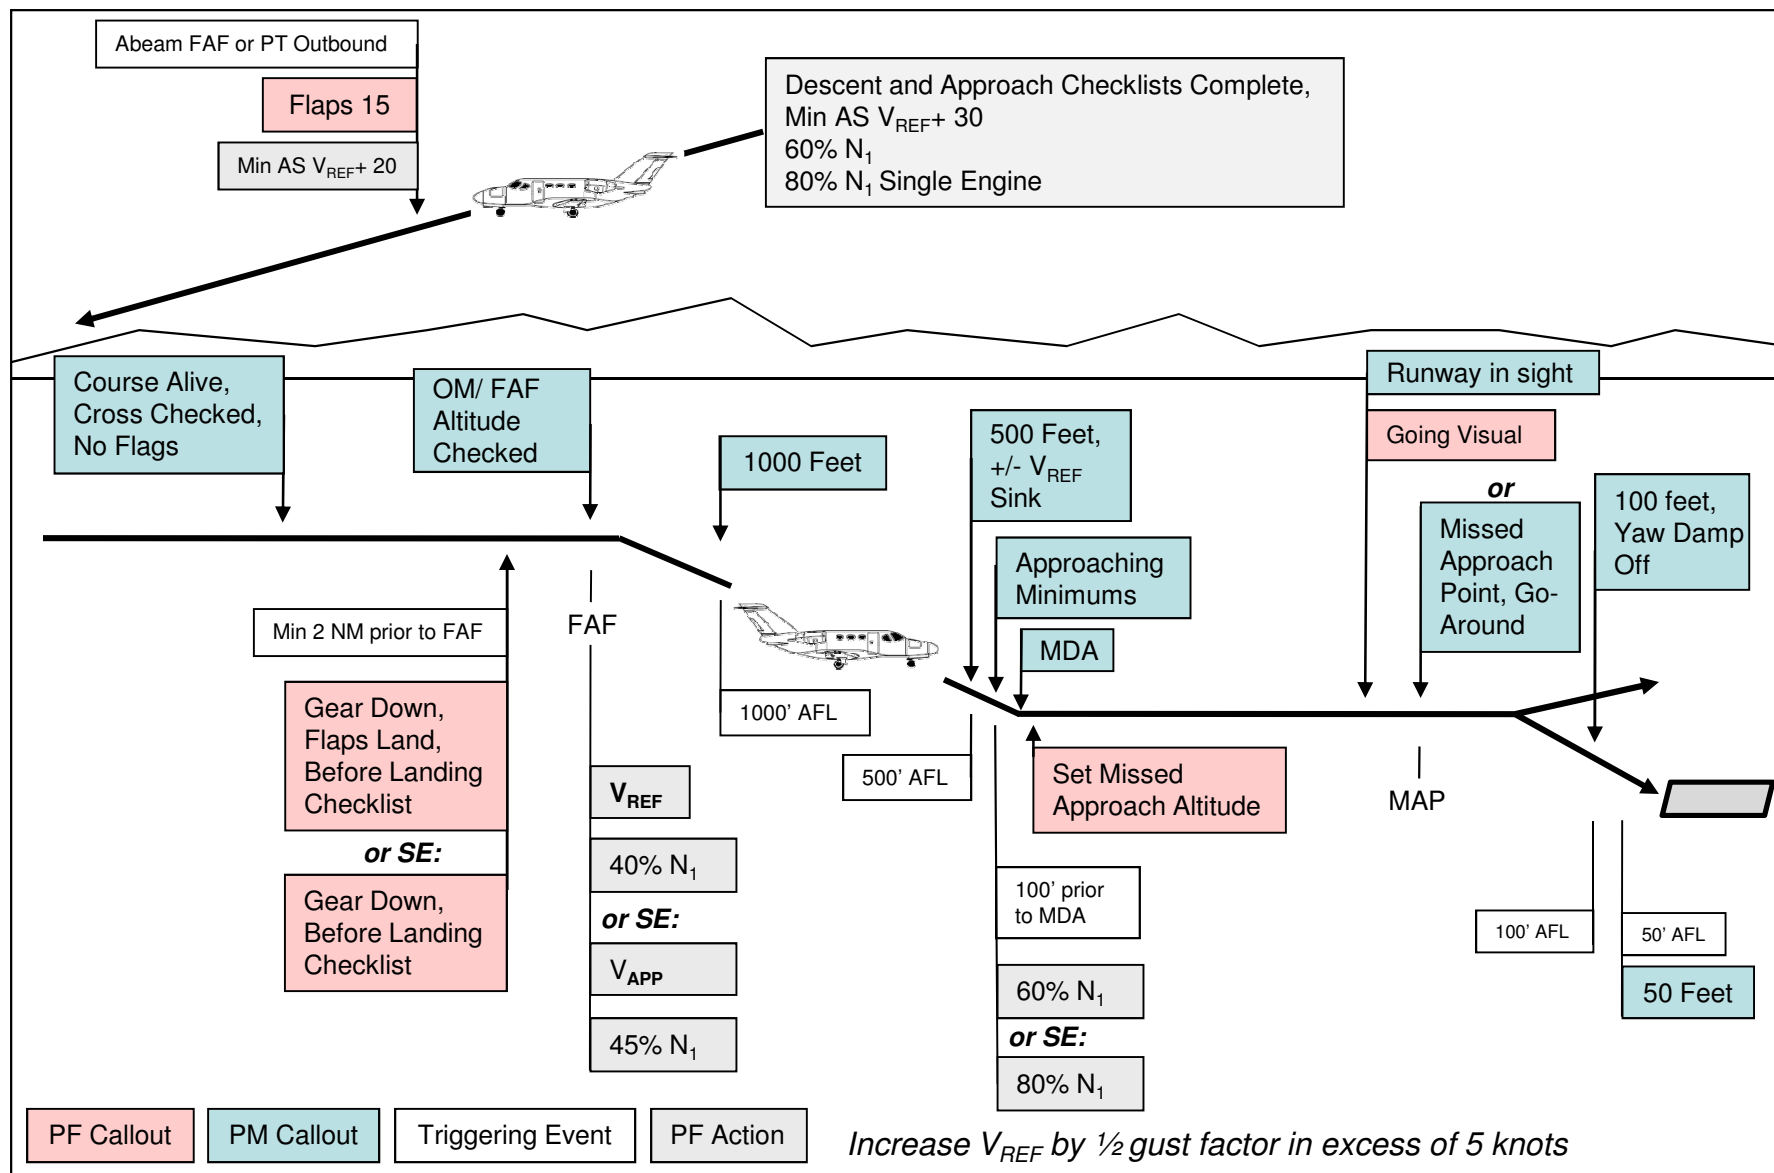 Abeam FAF or PT Outbound
Flaps 15
Min AS VREF+ 20
Descent and Approach Checklists Complete,
Min AS VREF+ 30
60% N1
80% N1 Single Engine
Course Alive,
Cross Checked,
No Flags
OM/ FAF
Altitude
Checked
1000 Feet
500 Feet,
+/- VREF
Sink
Approaching
Minimums
MDA
Runway in sight
Going Visual
or
Missed
Approach
Point, Go-
Around
100 feet,
Yaw Damp
Off
Min 2 NM prior to FAF
FAF
Gear Down,
Flaps Land,
Before Landing
Checklist
or SE:
Gear Down,
Before Landing
Checklist
VREF
40% N1
or SE:
VAPP
45% N1
1000' AFL
500' AFL
Set Missed
Approach Altitude
MAP
100' prior
to MDA
60% N1
or SE:
80% N1
100' AFL
50' AFL
50 Feet
PF Callout
PM Callout
Triggering Event
PF Action
Increase VREF by ½ gust factor in excess of 5 knots